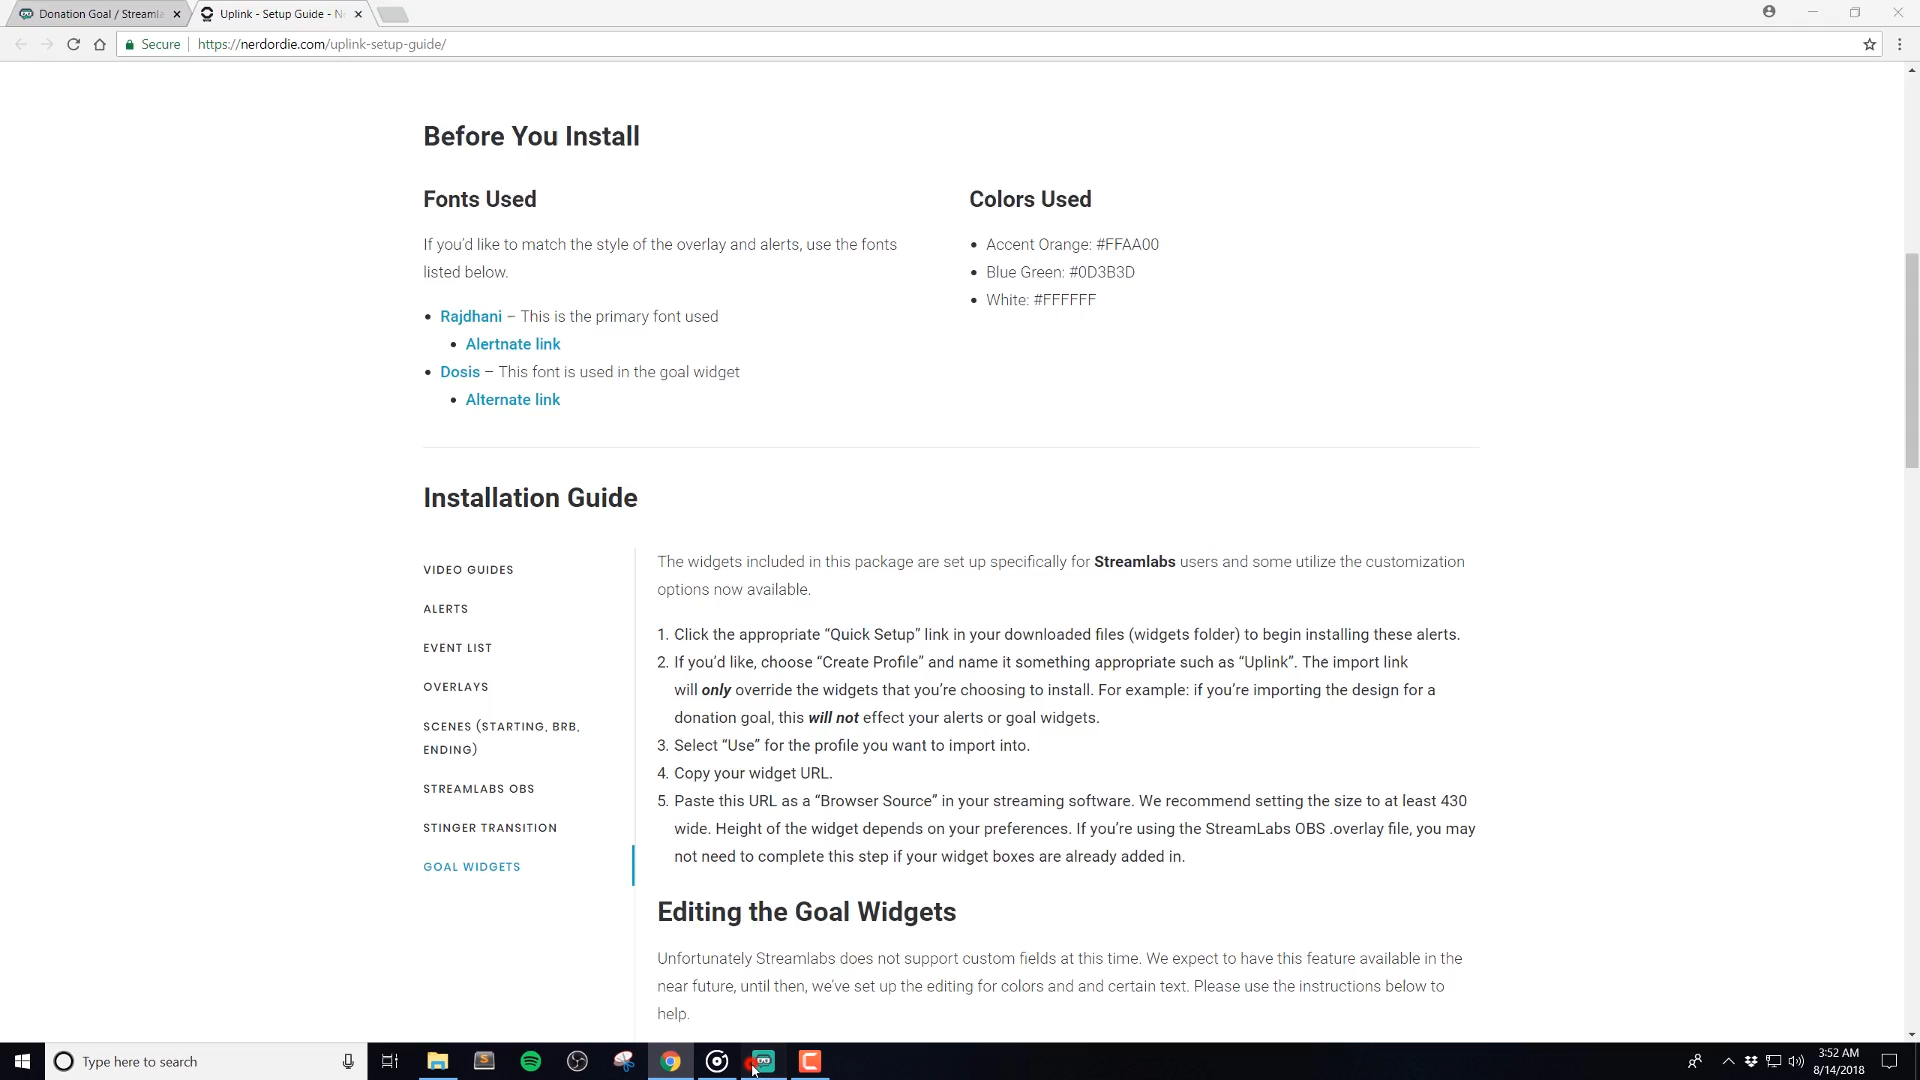 Donation Goal / Streamla
Uplink - Setup Guide - N
Secure
https://nerdordie.com/uplink-setup-guide/
Before You Install
Fonts Used
If you'd like to match the style of the overlay and alerts, use the fonts
listed below.
Rajdhani – This is the primary font used
Alertnate link
Dosis – This font is used in the goal widget
Alternate link
Colors Used
Accent Orange: #FFAA00
Blue Green: #0D3B3D
White: #FFFFFF
Installation Guide
VIDEO GUIDES
ALERTS
EVENT LIST
OVERLAYS
SCENES (STARTING, BRB,
ENDING)
STREAMLABS OBS
STINGER TRANSITION
GOAL WIDGETS
The widgets included in this package are set up specifically for Streamlabs users and some utilize the customization
options now available.
1. Click the appropriate “Quick Setup” link in your downloaded files (widgets folder) to begin installing these alerts.
2. If you’d like, choose “Create Profile” and name it something appropriate such as “Uplink”. The import link
will only override the widgets that you’re choosing to install. For example: if you’re importing the design for a
donation goal, this will not effect your alerts or goal widgets.
3. Select “Use” for the profile you want to import into.
4. Copy your widget URL.
5. Paste this URL as a “Browser Source” in your streaming software. We recommend setting the size to at least 430
wide. Height of the widget depends on your preferences. If you’re using the StreamLabs OBS .overlay file, you may
not need to complete this step if your widget boxes are already added in.
Editing the Goal Widgets
Unfortunately Streamlabs does not support custom fields at this time. We expect to have this feature available in the
near future, until then, we’ve set up the editing for colors and and certain text. Please use the instructions below to
help.
Type here to search
3:52 AM
8/14/2018